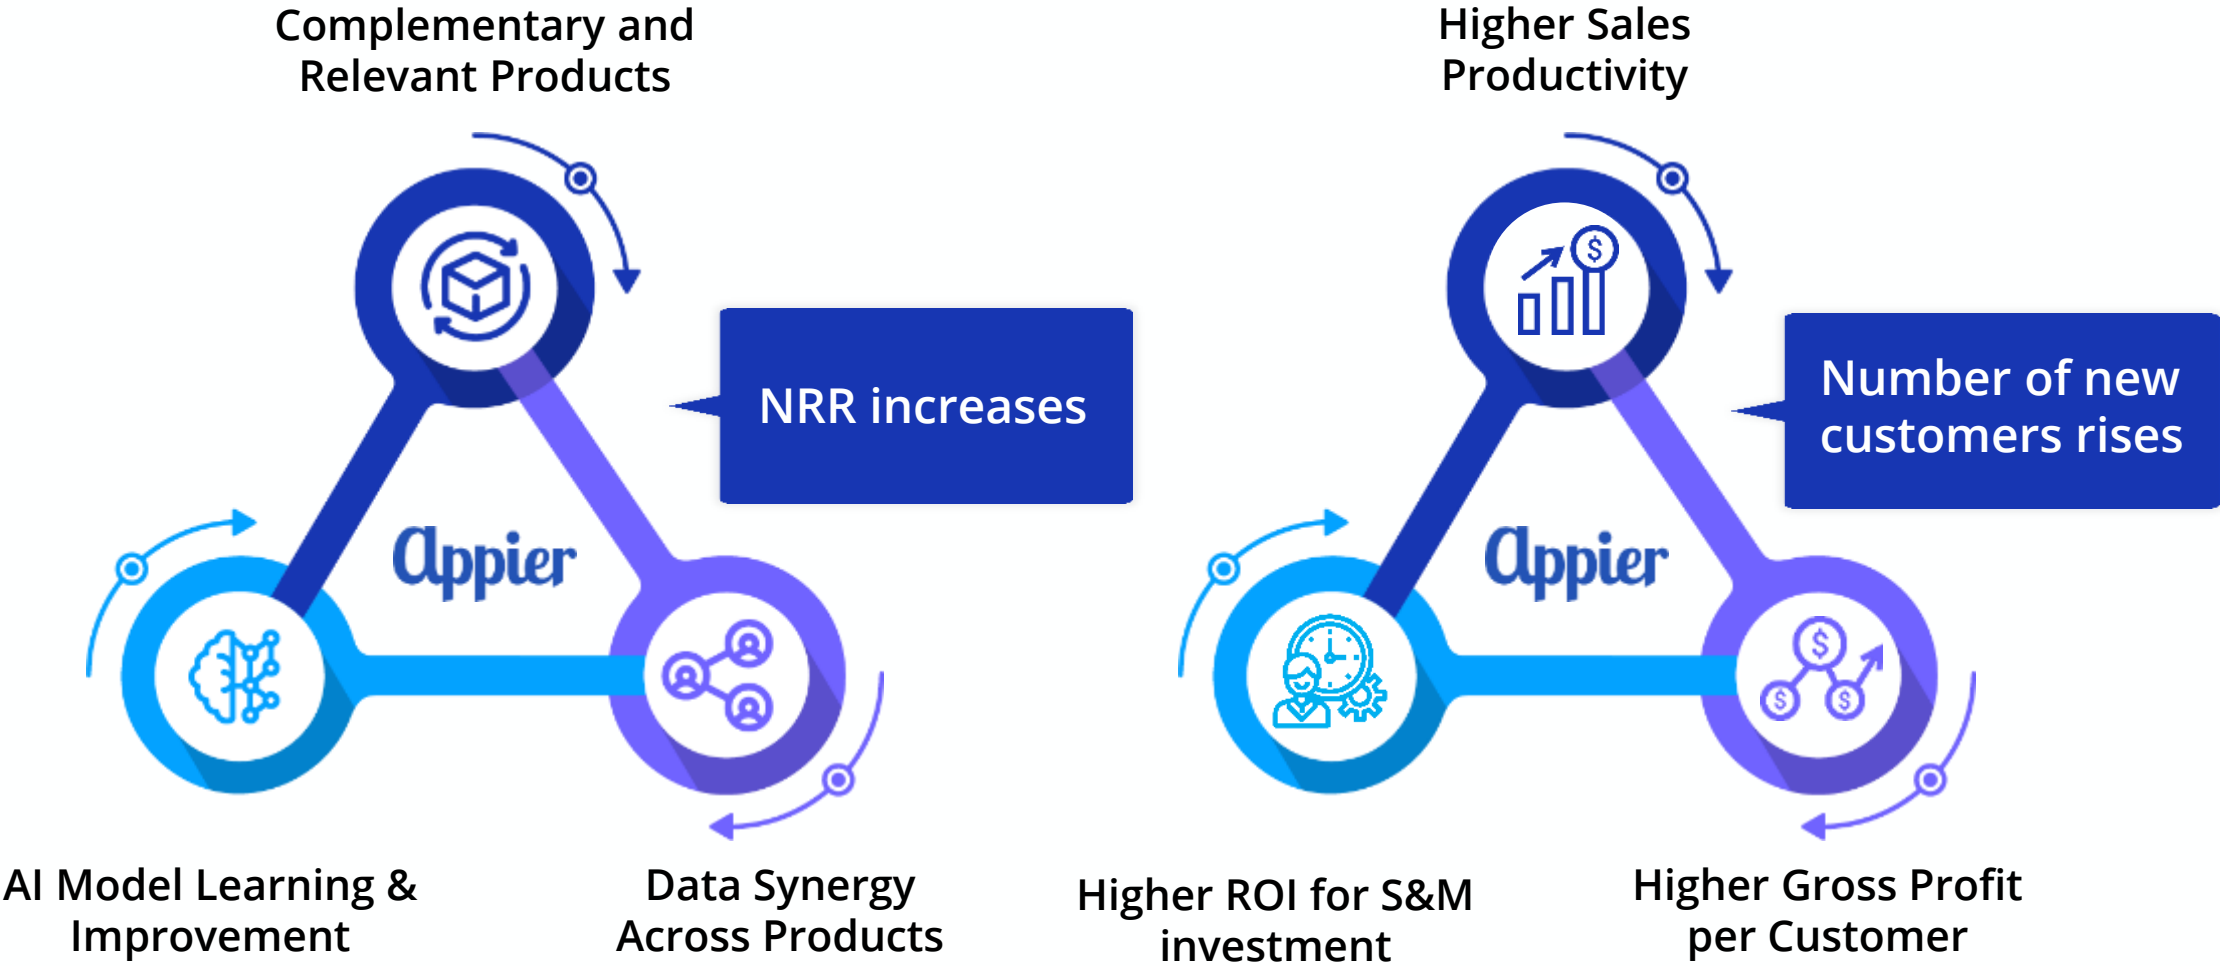 Complementary and
Relevant Products
NRR increases
appier
AI Model Learning &
Improvement
Data Synergy
Across Products
Higher Sales
Productivity
$
Number of new
customers rises
appier
$
$
$
Higher ROI for S&M
investment
Higher Gross Profit
per Customer